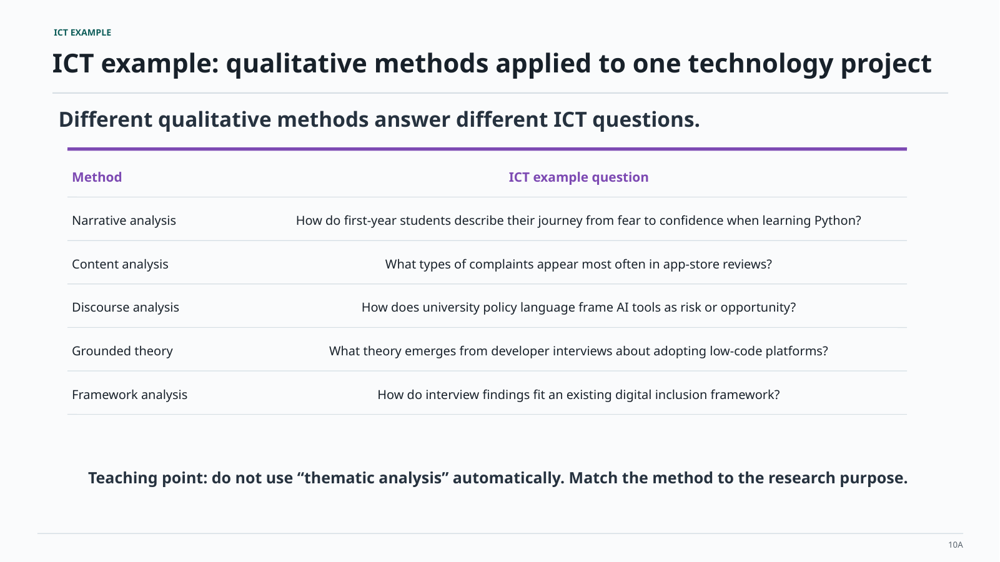 ICT EXAMPLE
ICT example: qualitative methods applied to one technology project
Different qualitative methods answer different ICT questions.
Method ICT example question
Narrative analysis How do first-year students describe their journey from fear to confidence when learning Python?
Content analysis What types of complaints appear most often in app-store reviews?
Discourse analysis How does university policy language frame AI tools as risk or opportunity?
Grounded theory What theory emerges from developer interviews about adopting low-code platforms?
Framework analysis How do interview findings fit an existing digital inclusion framework?
Teaching point: do not use “thematic analysis” automatically. Match the method to the research purpose.
10A